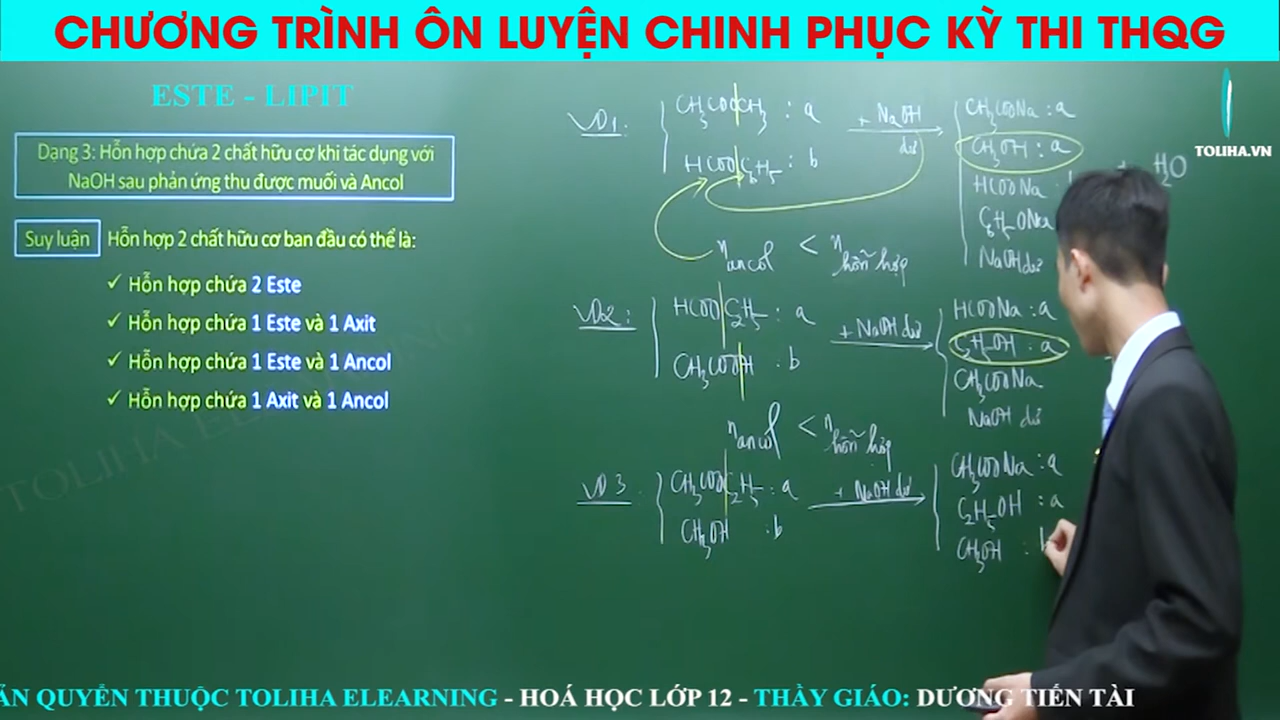 CHƯƠNG TRÌNH ÔN LUYỆN CHINH PHỤC KỲ THI THQG
ESTE - LIPIT
TOLIHA.VN
Dạng 3: Hỗn hợp chứa 2 chất hữu cơ khi tác dụng với
NaOH sau phản ứng thu được muối và Ancol
Suy luận Hỗn hợp 2 chất hữu cơ ban đầu có thể là:
✓ Hỗn hợp chứa 2 Este
✓ Hỗn hợp chứa 1 Este và 1 Axit
✓ Hỗn hợp chứa 1 Este và 1 Ancol
✓ Hỗn hợp chứa 1 Axit và 1 Ancol
TOLIHA ELEARNING
VD1:
CH3COOCH3 : a
HCOOC6H5 : b
+ NaOH
dư
CH3COONa : a
CH3OH : a
HCOONa
C6H5ONa
NaOH dư
+ H2O
n ancol < n hỗn hợp
VD2:
HCOOC2H5 : a
CH3COOH : b
+ NaOH dư
HCOONa : a
C2H5OH : a
CH3COONa
NaOH dư
n ancol < n hỗn hợp
VD3
CH3COOC2H5 : a
CH3OH : b
+ NaOH dư
CH3COONa : a
C2H5OH : a
CH3OH : b
ẢN QUYỀN THUỘC TOLIHA ELEARNING - HOÁ HỌC LỚP 12 - THẦY GIÁO: DƯƠNG TIẾN TÀI